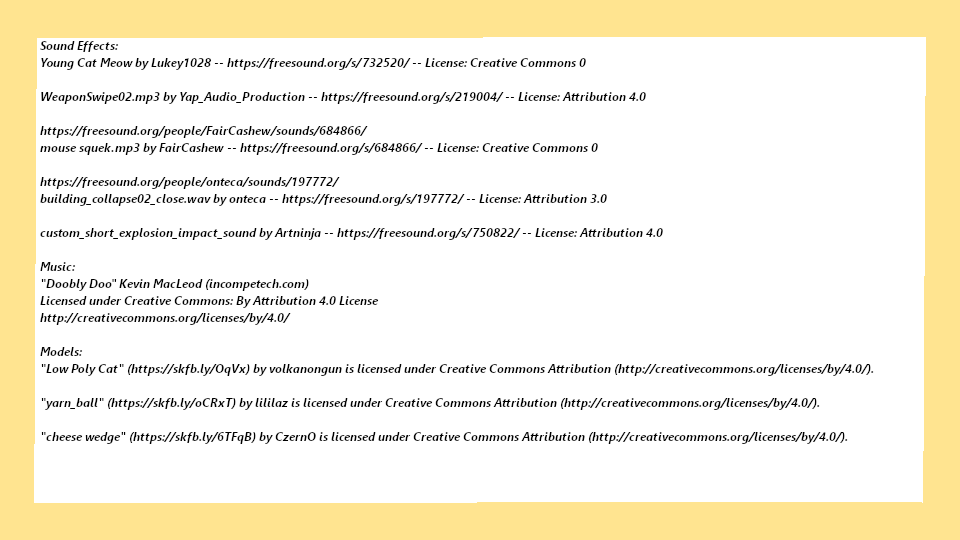 Sound Effects:
Young Cat Meow by Lukey1028 -- https://freesound.org/s/732520/ -- License: Creative Commons 0
WeaponSwipe02.mp3 by Yap_Audio_Production -- https://freesound.org/s/219004/ -- License: Attribution 4.0
https://freesound.org/people/FairCashew/sounds/684866/
mouse squek.mp3 by FairCashew -- https://freesound.org/s/684866/ -- License: Creative Commons 0
https://freesound.org/people/onteca/sounds/197772/
building_collapse02_close.wav by onteca -- https://freesound.org/s/197772/ -- License: Attribution 3.0
custom_short_explosion_impact_sound by Artninja -- https://freesound.org/s/750822/ -- License: Attribution 4.0
Music:
"Doobly Doo" Kevin MacLeod (incompetech.com)
Licensed under Creative Commons: By Attribution 4.0 License
http://creativecommons.org/licenses/by/4.0/
Models:
"Low Poly Cat" (https://skfb.ly/OqVx) by volkanongun is licensed under Creative Commons Attribution (http://creativecommons.org/licenses/by/4.0/).
"yarn_ball" (https://skfb.ly/oCRxT) by lililaz is licensed under Creative Commons Attribution (http://creativecommons.org/licenses/by/4.0/).
"cheese wedge" (https://skfb.ly/6TFqB) by CzernO is licensed under Creative Commons Attribution (http://creativecommons.org/licenses/by/4.0/).